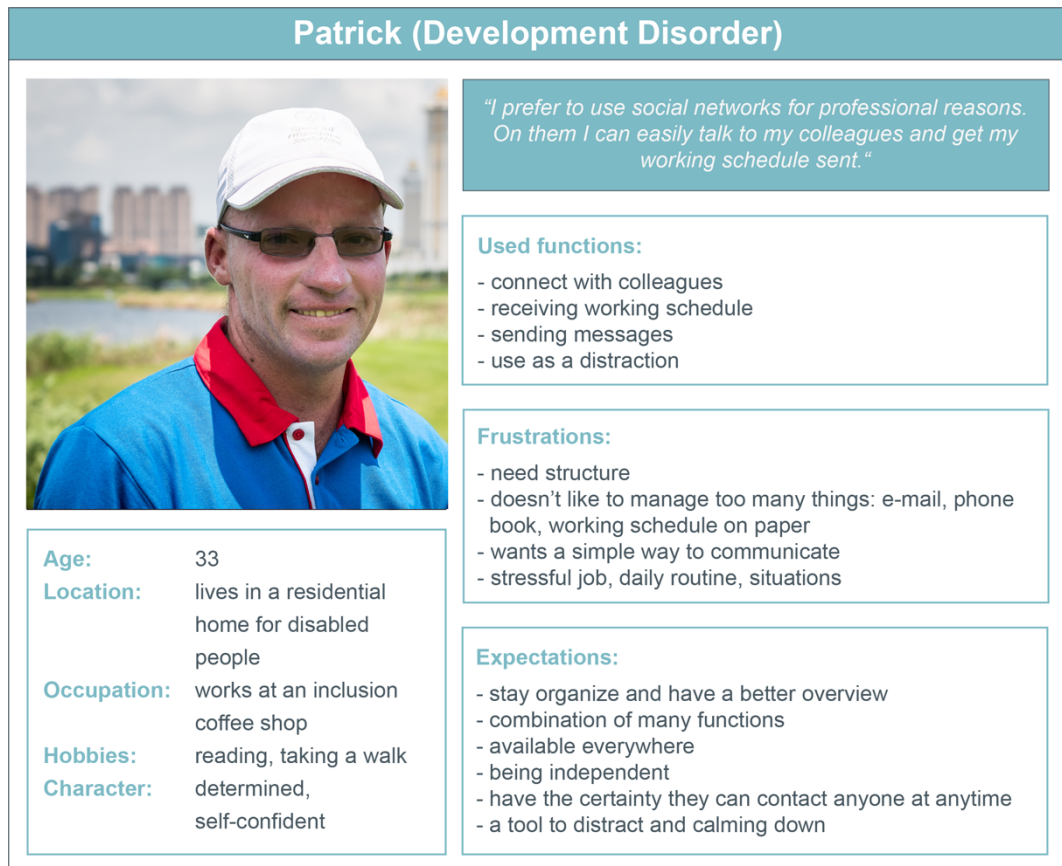 Patrick (Development Disorder)
“I prefer to use social networks for professional reasons.
On them I can easily talk to my colleagues and get my
working schedule sent.“
Used functions:
- connect with colleagues
- receiving working schedule
- sending messages
- use as a distraction
Frustrations:
- need structure
- doesn’t like to manage too many things: e-mail, phone
book, working schedule on paper
- wants a simple way to communicate
- stressful job, daily routine, situations
Age: 33
Location: lives in a residential
home for disabled
people
Occupation: works at an inclusion
coffee shop
Hobbies: reading, taking a walk
Character: determined,
self-confident
Expectations:
- stay organize and have a better overview
- combination of many functions
- available everywhere
- being independent
- have the certainty they can contact anyone at anytime
- a tool to distract and calming down